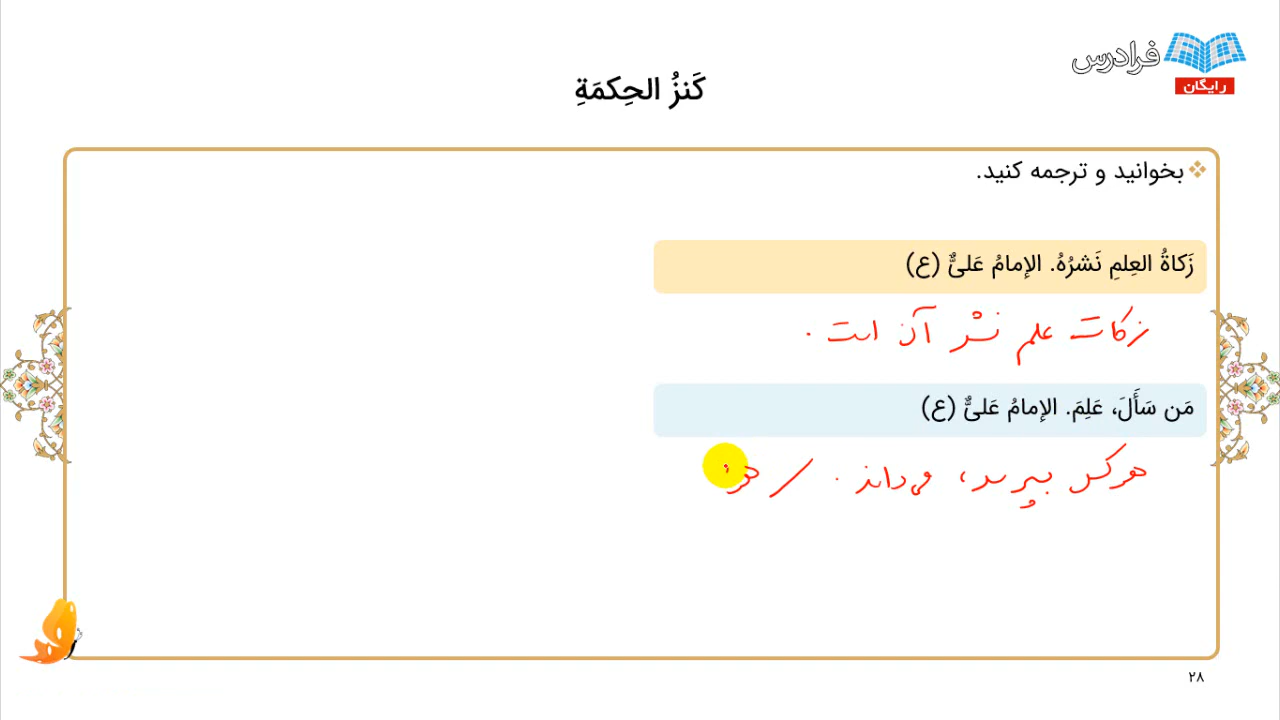 فرادرس
رایگان
کَنزُ الحِکمَةِ
بخوانید و ترجمه کنید.
زَکاةُ العِلمِ نَشرُهُ. الإمامُ عَلیٌّ (ع)
زکات علم نشر آن است .
مَن سَأَلَ، عَلِمَ. الإمامُ عَلیٌّ (ع)
هرکس بپرسد، می‌داند . /
۲۸